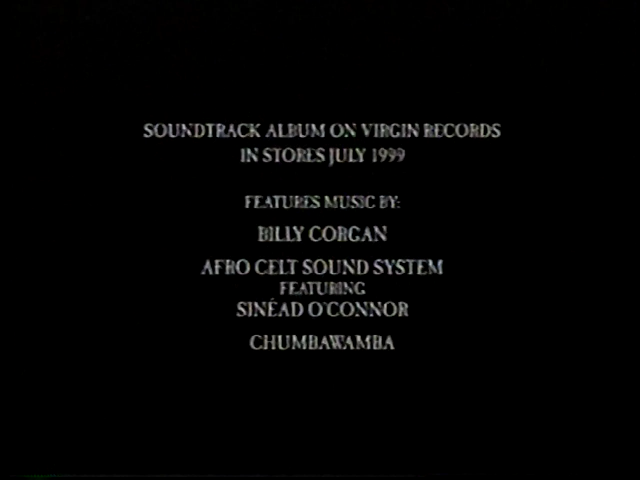 SOUNDTRACK ALBUM ON VIRGIN RECORDS
IN STORES JULY 1999
FEATURES MUSIC BY:
BILLY CORGAN
AFRO CELT SOUND SYSTEM
FEATURING
SINÉAD O'CONNOR
CHUMBAWAMBA